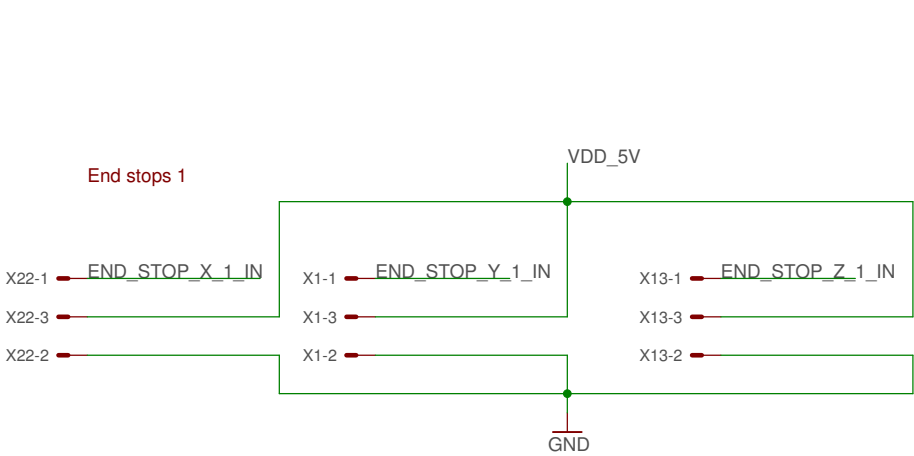 VDD_5V
End stops 1
X22-1 END_STOP_X_1_IN X1-1 END_STOP_Y_1_IN X13-1 END_STOP_Z_1_IN
X22-3 X1-3 X13-3
X22-2 X1-2 X13-2
GND